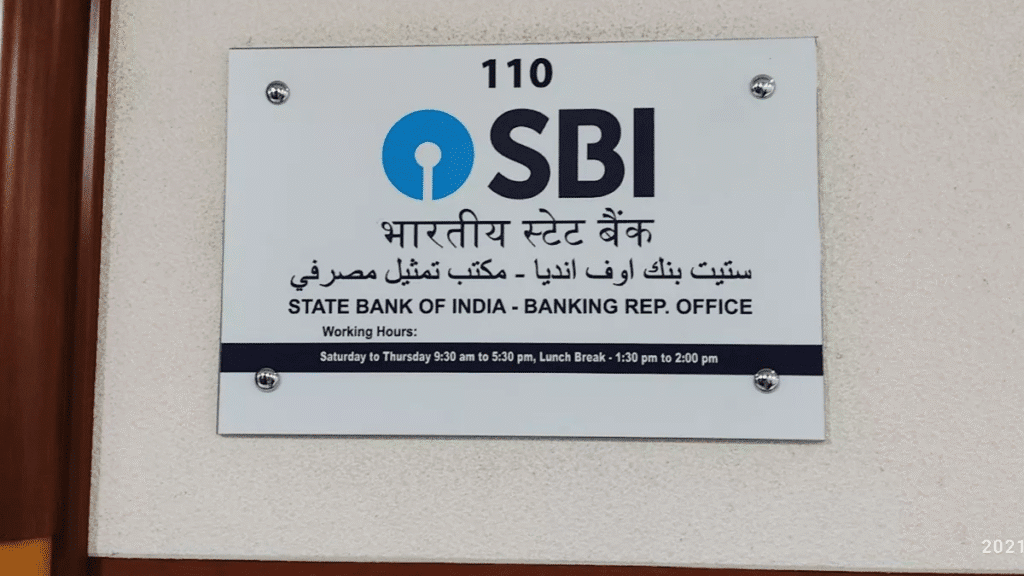 110
SBI
भारतीय स्टेट बैंक
ستيت بنك اوف انديا - مكتب تمثيل مصرفي
STATE BANK OF INDIA - BANKING REP. OFFICE
Working Hours:
Saturday to Thursday 9:30 am to 5:30 pm, Lunch Break - 1:30 pm to 2:00 pm
2021